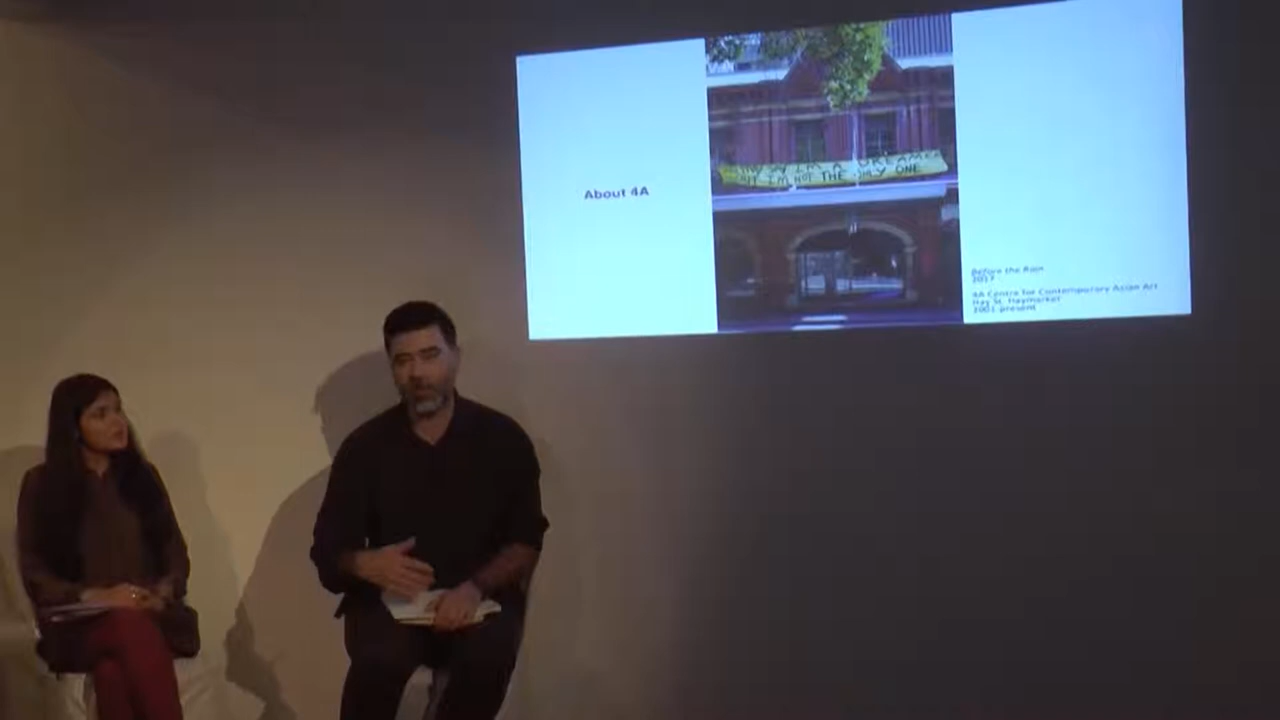 About 4A
I'M A DREAMER
BUT I'M NOT THE ONLY ONE
Before the Rain
2017
4A Centre for Contemporary Asian Art
Hay St, Haymarket
2001-present